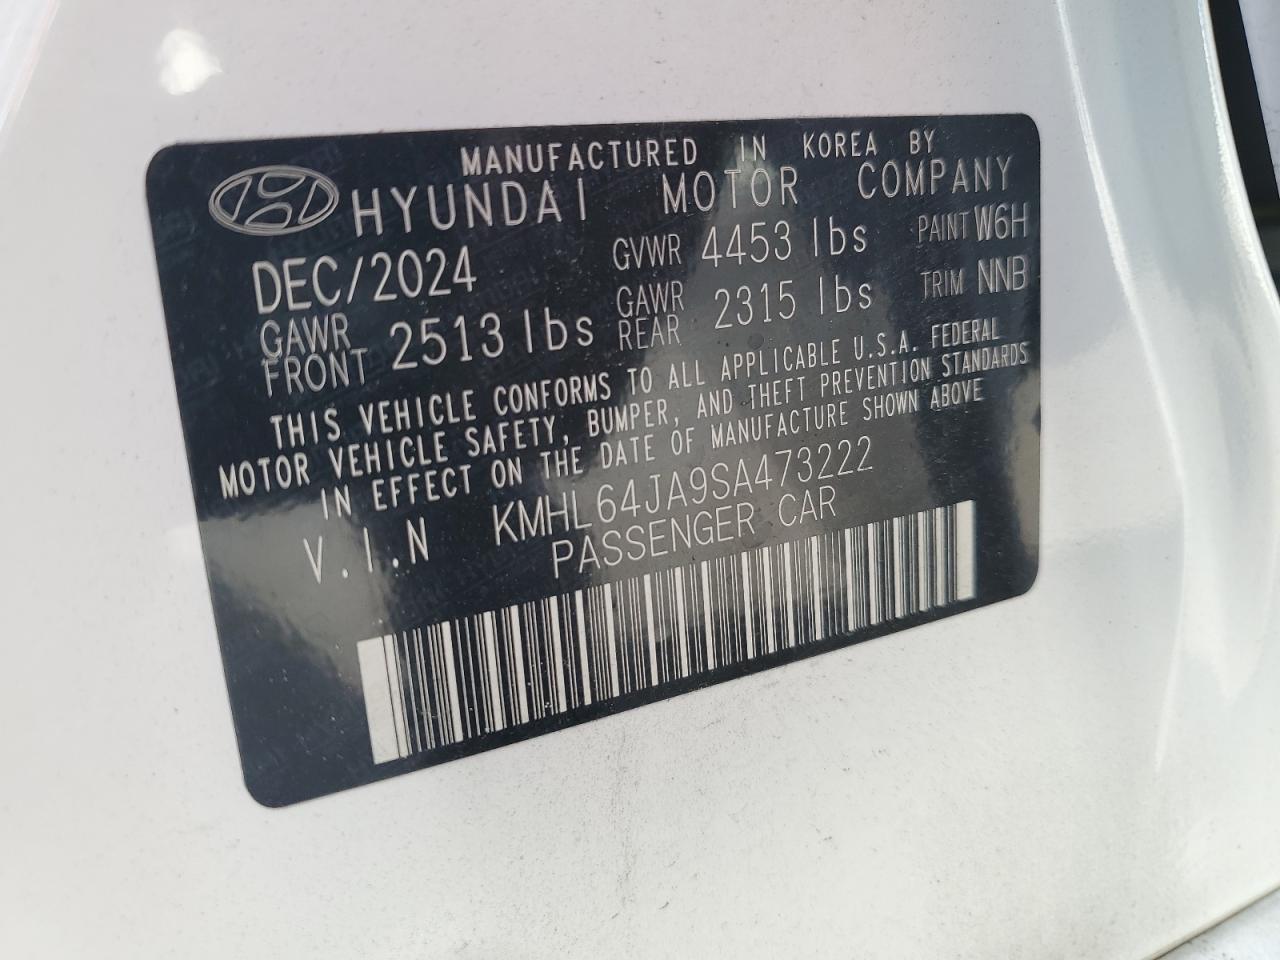 MANUFACTURED IN KOREA BY
HYUNDAI MOTOR COMPANY
DEC/2024 GVWR 4453 lbs PAINT W6H
GAWR FRONT 2513 lbs GAWR REAR 2315 lbs TRIM NNB
THIS VEHICLE CONFORMS TO ALL APPLICABLE U.S.A. FEDERAL
MOTOR VEHICLE SAFETY, BUMPER, AND THEFT PREVENTION STANDARDS
IN EFFECT ON THE DATE OF MANUFACTURE SHOWN ABOVE
V.I.N KMHL64JA9SA473222
PASSENGER CAR